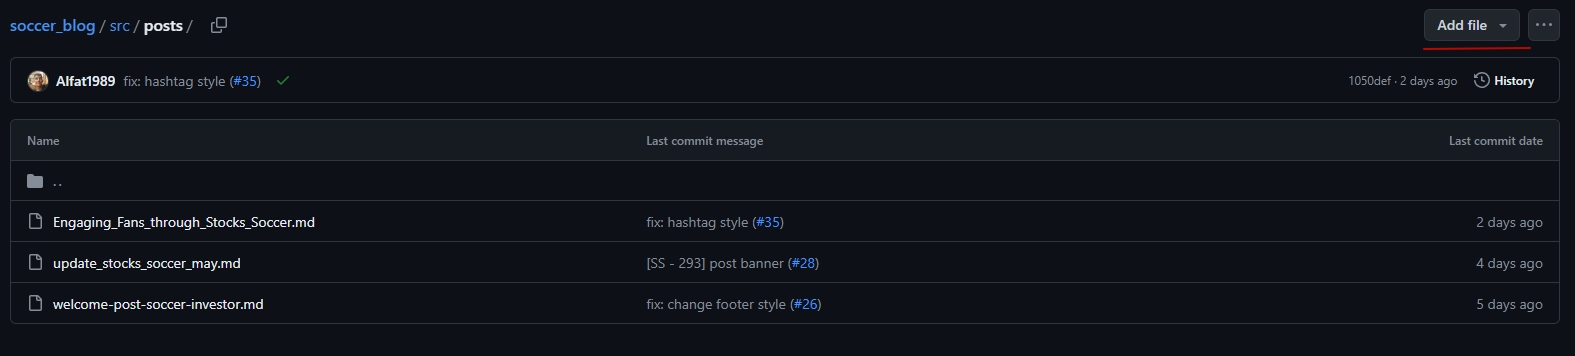 soccer_blog / src / posts /
Add file
Alfat1989 fix: hashtag style (#35)
1050def · 2 days ago History
Name Last commit message Last commit date
..
Engaging_Fans_through_Stocks_Soccer.md fix: hashtag style (#35) 2 days ago
update_stocks_soccer_may.md [SS - 293] post banner (#28) 4 days ago
welcome-post-soccer-investor.md fix: change footer style (#26) 5 days ago